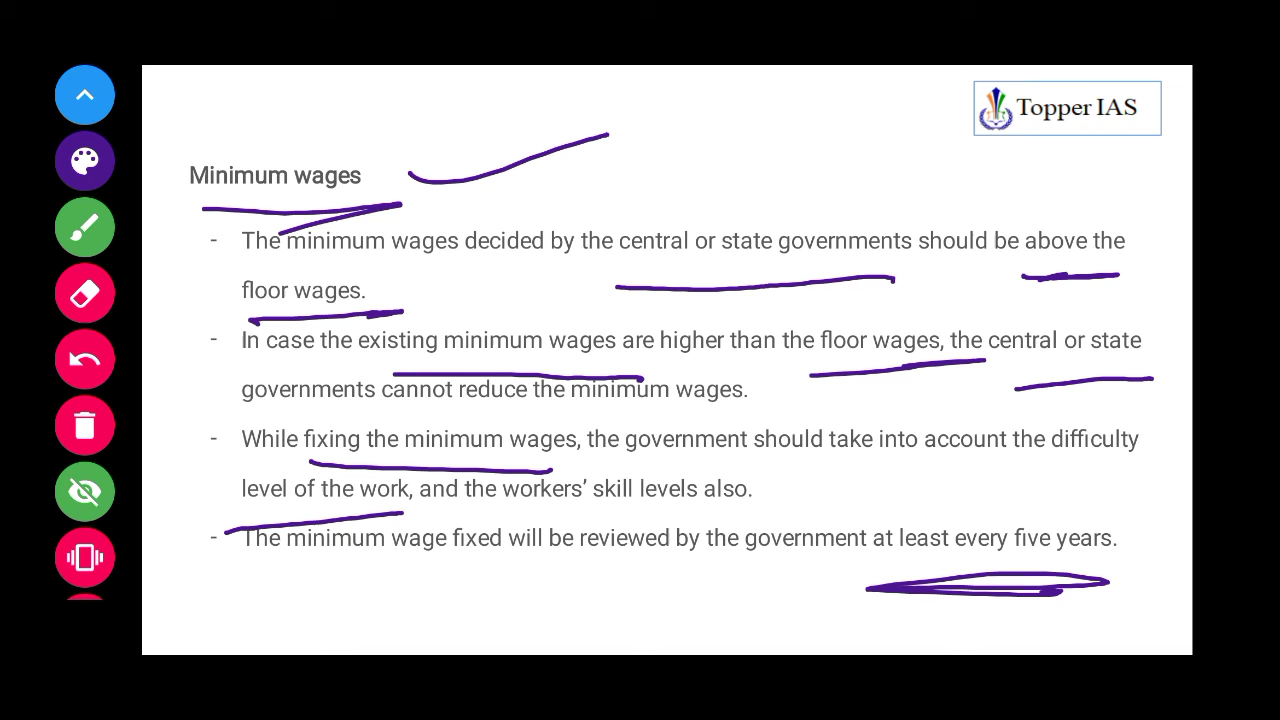 Topper IAS
Minimum wages
- The minimum wages decided by the central or state governments should be above the
floor wages.
- In case the existing minimum wages are higher than the floor wages, the central or state
governments cannot reduce the minimum wages.
- While fixing the minimum wages, the government should take into account the difficulty
level of the work, and the workers’ skill levels also.
- The minimum wage fixed will be reviewed by the government at least every five years.